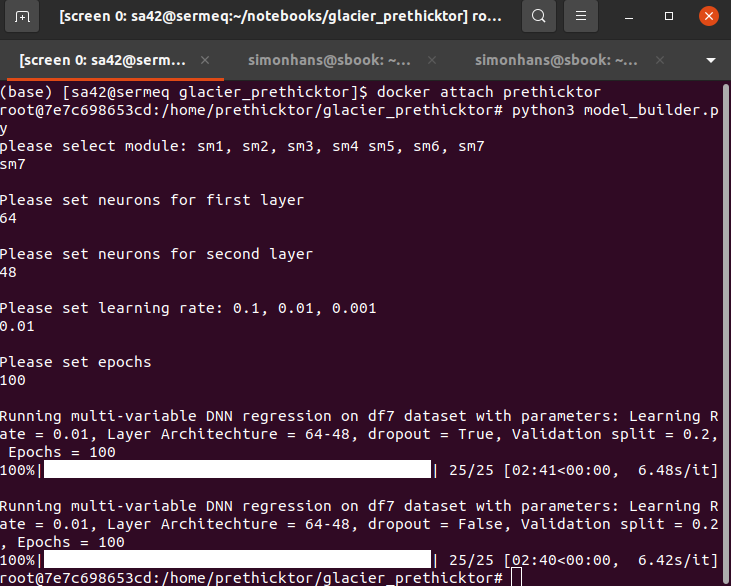 [screen 0: sa42@sermeq:~/notebooks/glacier_prethicktor] ro...
[screen 0: sa42@serm... × simonhans@sbook: ~-... × simonhans@sbook: ~-... ×
(base) [sa42@sermeq glacier_prethicktor]$ docker attach prethicktor
root@7e7c698653cd:/home/prethicktor/glacier_prethicktor# python3 model_builder.p
y
please select module: sm1, sm2, sm3, sm4 sm5, sm6, sm7
sm7
Please set neurons for first layer
64
Please set neurons for second layer
48
Please set learning rate: 0.1, 0.01, 0.001
0.01
Please set epochs
100
Running multi-variable DNN regression on df7 dataset with parameters: Learning R
ate = 0.01, Layer Architechture = 64-48, dropout = True, Validation split = 0.2,
 Epochs = 100
100%| | 25/25 [02:41<00:00,  6.48s/it]
Running multi-variable DNN regression on df7 dataset with parameters: Learning R
ate = 0.01, Layer Architechture = 64-48, dropout = False, Validation split = 0.2
, Epochs = 100
100%| | 25/25 [02:40<00:00,  6.42s/it]
root@7e7c698653cd:/home/prethicktor/glacier_prethicktor#